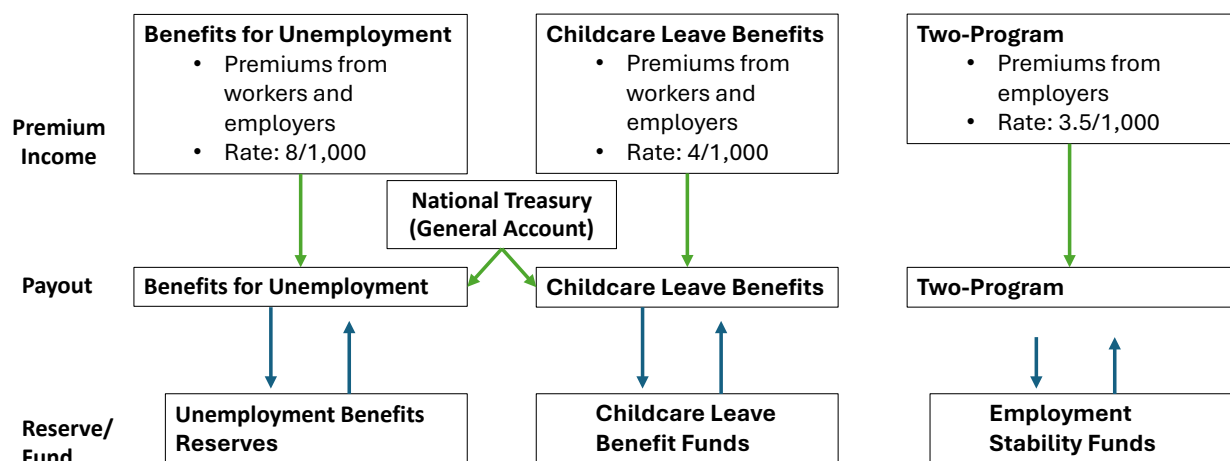 Benefits for Unemployment
• Premiums from
workers and
employers
• Rate: 8/1,000
Childcare Leave Benefits
• Premiums from
workers and
employers
• Rate: 4/1,000
Two-Program
• Premiums from
employers
• Rate: 3.5/1,000
Premium
Income
National Treasury
(General Account)
Payout
Benefits for Unemployment
Childcare Leave Benefits
Two-Program
Reserve/
Fund
Unemployment Benefits
Reserves
Childcare Leave
Benefit Funds
Employment
Stability Funds